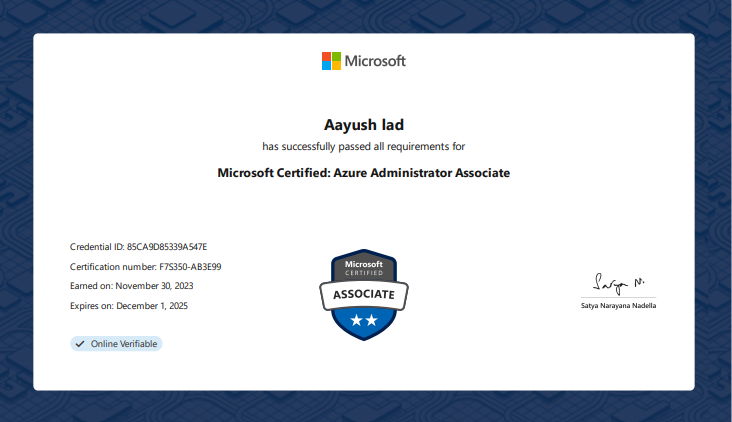 Microsoft
Aayush lad
has successfully passed all requirements for
Microsoft Certified: Azure Administrator Associate
Credential ID: 85CA9D85339A547E
Certification number: F7S350-AB3E99
Earned on: November 30, 2023
Expires on: December 1, 2025
Online Verifiable
Microsoft
CERTIFIED
ASSOCIATE
Satya N.
Satya Narayana Nadella